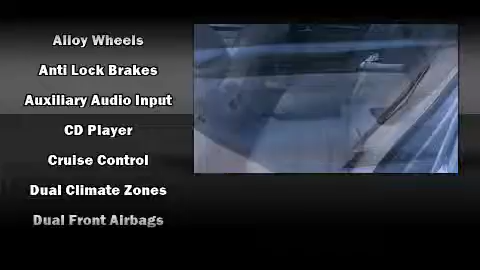 Alloy Wheels
Anti Lock Brakes
Auxiliary Audio Input
CD Player
Cruise Control
Dual Climate Zones
Dual Front Airbags